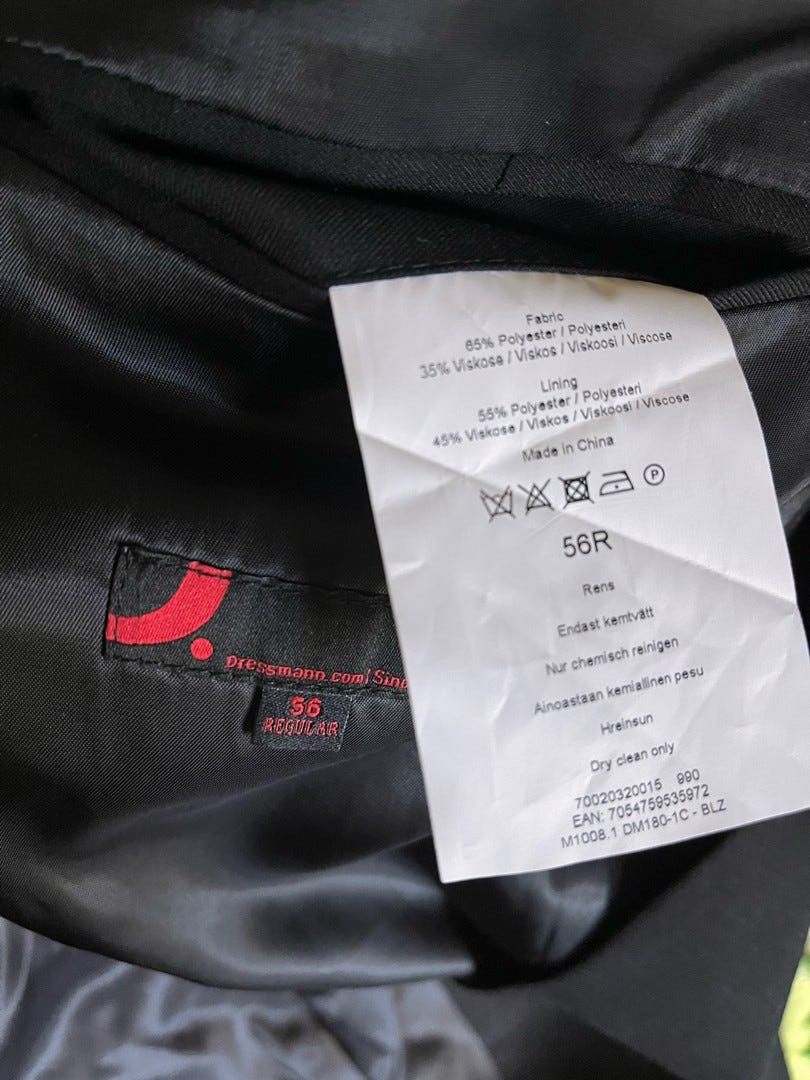 Fabric
65% Polyester / Polyesteri
35% Viskose / Viskos / Viskoosi / Viscose
Lining
55% Polyester / Polyesteri
45% Viskose / Viskos / Viskoosi / Viscose
Made in China
P
56R
Rens
Endast kemtvätt
Nur chemisch reinigen
Ainoastaan kemiallinen pesu
Hreinsun
Dry clean only
70020320015 990
EAN: 7054759535972
M1008.1 DM180-1C - BLZ
Dressmann.com/Sinc
56
REGULAR